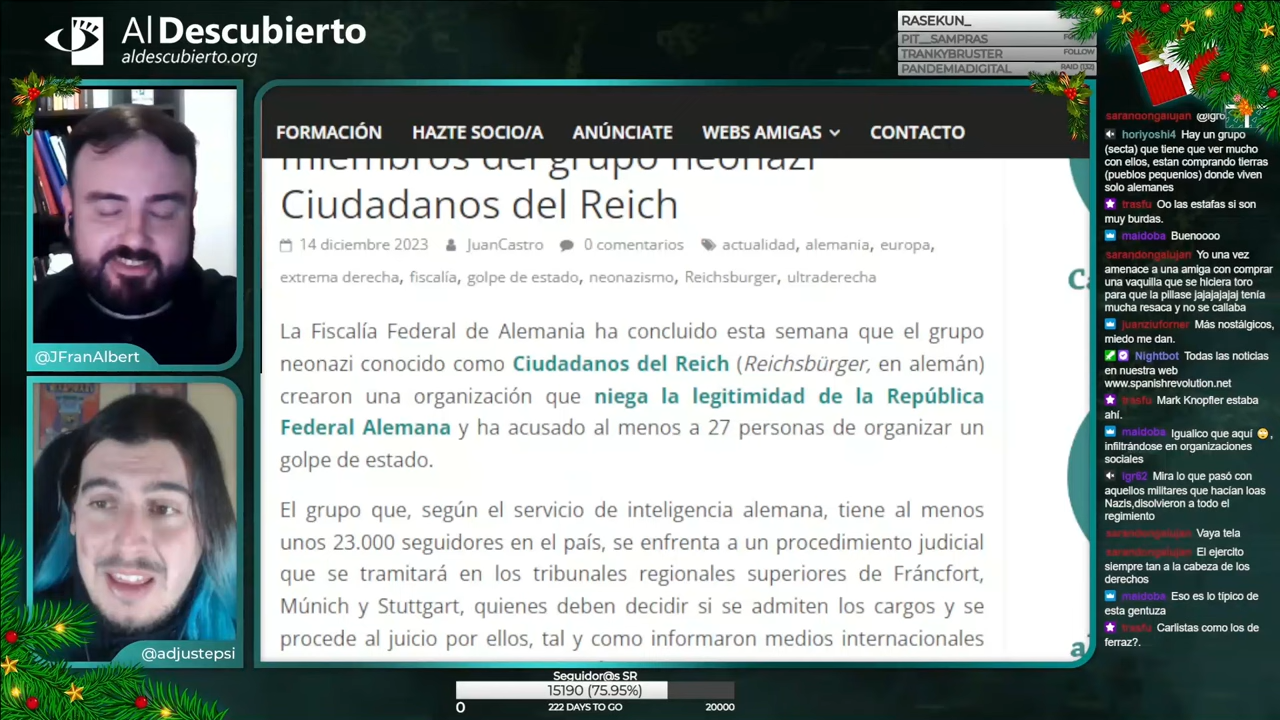 Al Descubierto
aldescubierto.org
RASEKUN_
PIT__SAMPRAS
TRANKYBRUSTER FOLLOW
PANDEMIADIGITAL RAID (132)
FORMACIÓN HAZTE SOCIO/A ANÚNCIATE WEBS AMIGAS CONTACTO
miembros del grupo neonazi
Ciudadanos del Reich
14 diciembre 2023 JuanCastro 0 comentarios actualidad, alemania, europa,
extrema derecha, fiscalía, golpe de estado, neonazismo, Reichsburger, ultraderecha
La Fiscalía Federal de Alemania ha concluido esta semana que el grupo
neonazi conocido como Ciudadanos del Reich (Reichsbürger, en alemán)
crearon una organización que niega la legitimidad de la República
Federal Alemana y ha acusado al menos a 27 personas de organizar un
golpe de estado.
El grupo que, según el servicio de inteligencia alemana, tiene al menos
unos 23.000 seguidores en el país, se enfrenta a un procedimiento judicial
que se tramitará en los tribunales regionales superiores de Fráncfort,
Múnich y Stuttgart, quienes deben decidir si se admiten los cargos y se
procede al juicio por ellos, tal y como informaron medios internacionales
@JFranAlbert
@adjustepsi
sarandongalujan
horiyoshi4 Hay un grupo
(secta) que tiene que ver mucho
con ellos, estan comprando tierras
(pueblos pequenios) donde viven
solo alemanes
trasfu Oo las estafas si son
muy burdas.
maidoba Buenoooo
sarandongalujan Yo una vez
amenace a una amiga con comprar
una vaquilla que se hiciera toro
para que la pillase jajajajaj tenía
mucha resaca y no se callaba
juanziuforner Más nostálgicos,
miedo me dan.
Nightbot Todas las noticias
en nuestra web
www.spanishrevolution.net
trasfu Mark Knopfler estaba
ahí.
maidoba Igualico que aquí 🙄,
infiltrándose en organizaciones
sociales
igr62 Mira lo que pasó con
aquellos militares que hacían loas
Nazis,disolvieron a todo el
regimiento
sarandongalujan Vaya tela
sarandongalujan El ejercito
siempre tan a la cabeza de los
derechos
maidoba Eso es lo típico de
esta gentuza
trasfu Carlistas como los de
ferraz?.
Seguidor@s SR
15190 (75.95%)
0 222 DAYS TO GO 20000